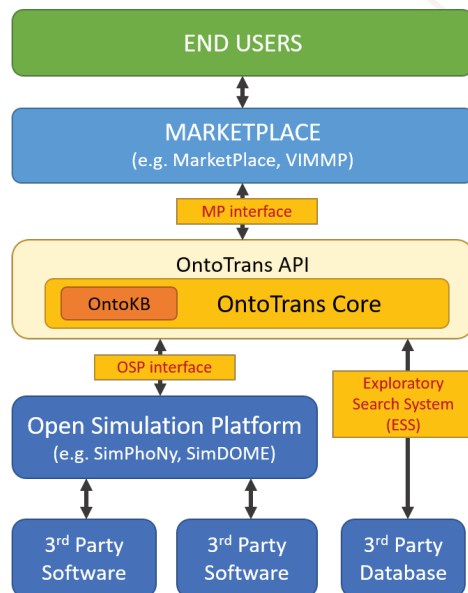 END USERS
MARKETPLACE
(e.g. MarketPlace, VIMMP)
MP interface
OntoTrans API
OntoKB
OntoTrans Core
OSP interface
Exploratory
Search System
(ESS)
Open Simulation Platform
(e.g. SimPhoNy, SimDOME)
3rd Party
Software
3rd Party
Software
3rd Party
Database